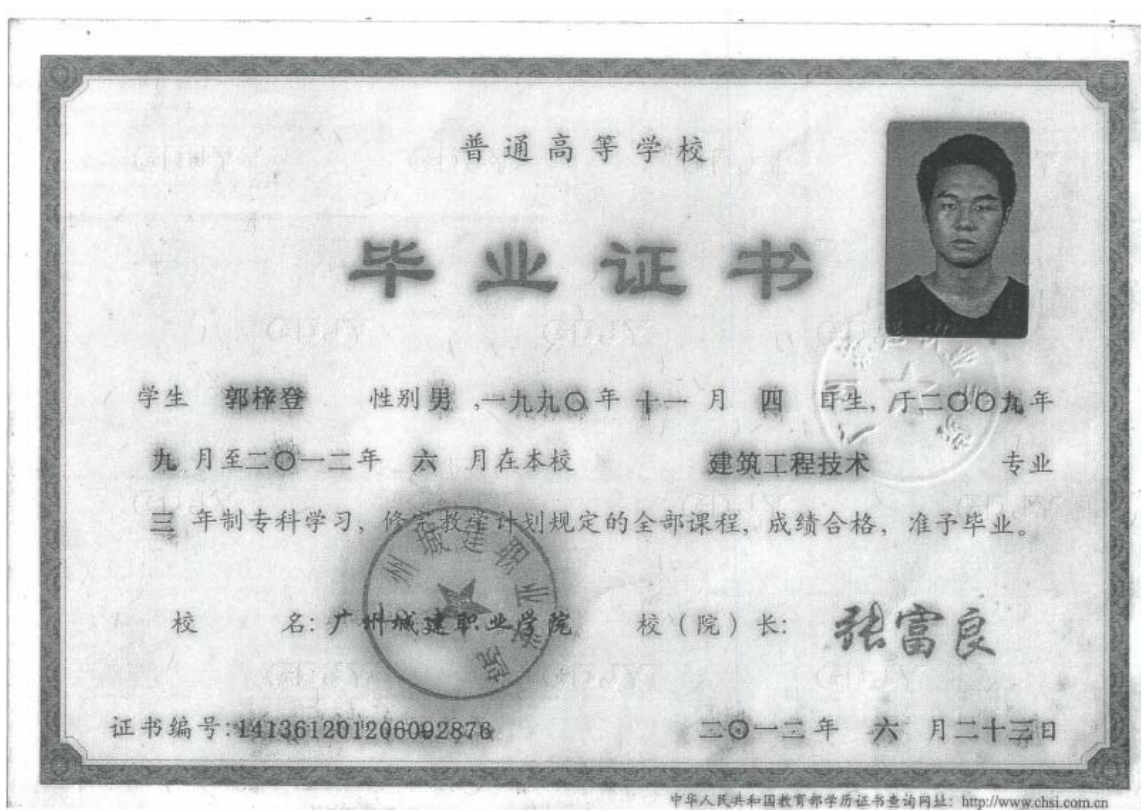 普通高等学校
毕业证书
学生 郭梓登 性别 男 ,一九九〇年 十一 月 四 日生, 于二〇〇九年
九 月至二〇一二年 六 月在本校 建筑工程技术 专业
三 年制专科学习, 修完教学计划规定的全部课程, 成绩合格, 准予毕业。
校 名: 广州城建职业学院 校（院）长: 张富良
证书编号:141361201206092876 二〇一二年 六 月二十三日
中华人民共和国教育部学历证书查询网址: http://www.chsi.com.cn